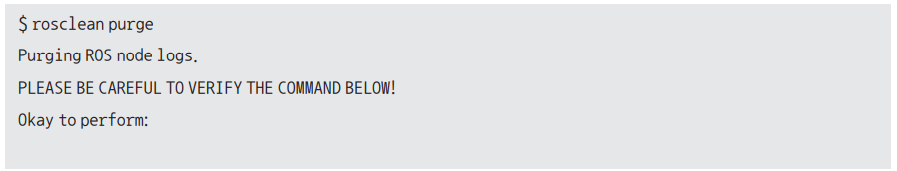 $ rosclean purge
Purging ROS node logs.
PLEASE BE CAREFUL TO VERIFY THE COMMAND BELOW!
Okay to perform: